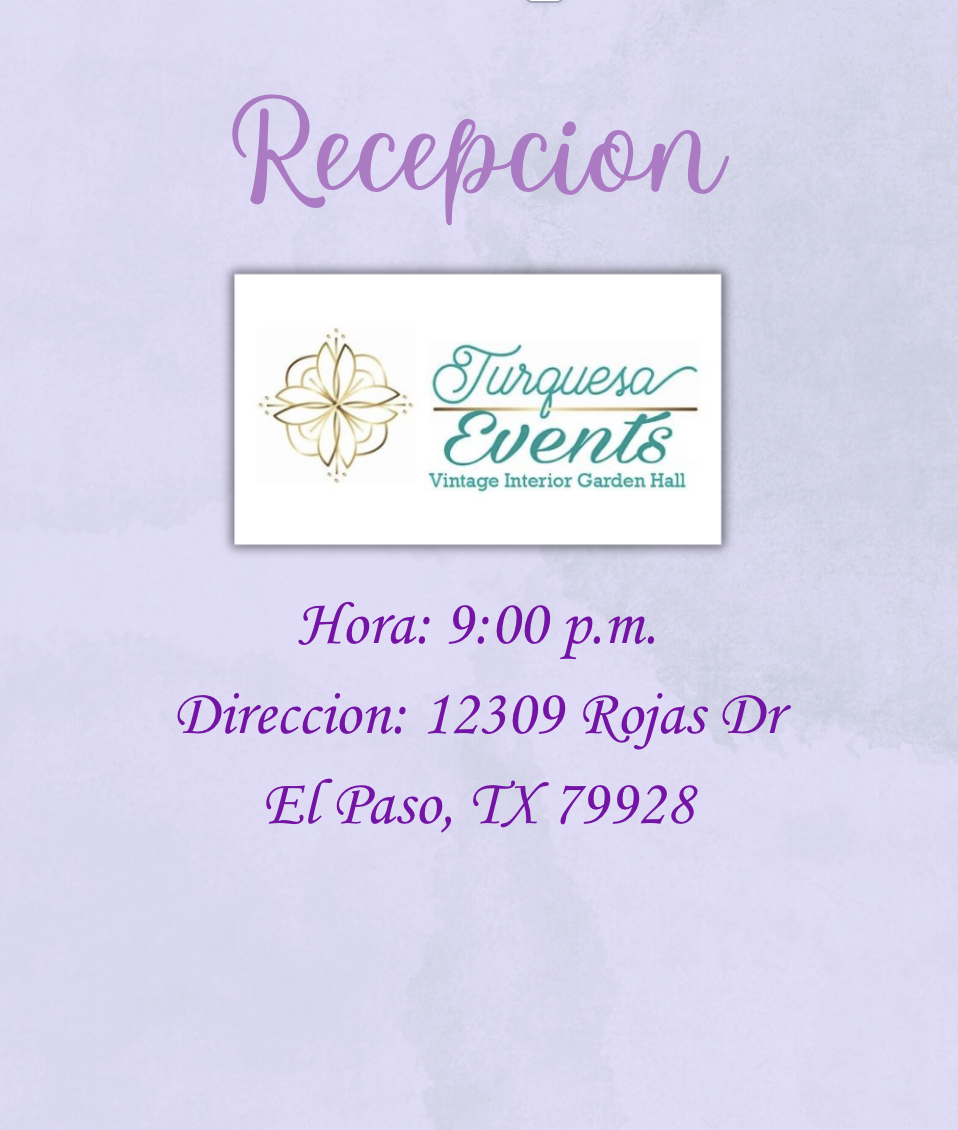 Recepcion
Turquesa
Events
Vintage Interior Garden Hall
Hora: 9:00 p.m.
Direccion: 12309 Rojas Dr
El Paso, TX 79928